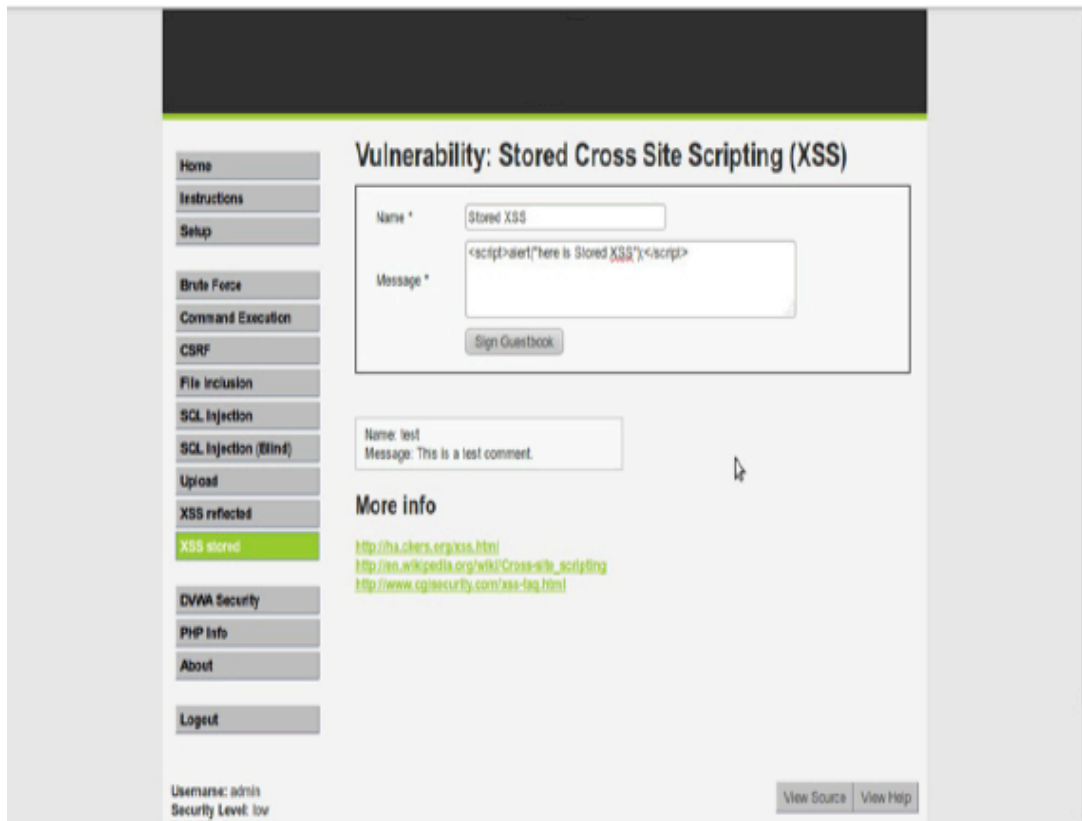 Vulnerability: Stored Cross Site Scripting (XSS)
Home
Instructions
Setup
Brute Force
Command Execution
CSRF
File Inclusion
SQL Injection
SQL Injection (Blind)
Upload
XSS reflected
XSS stored
DVWA Security
PHP Info
About
Logout
Name * Stored XSS
Message * <script>alert("here is Stored XSS");</script>
Sign Guestbook
Name: test
Message: This is a test comment.
More info
http://ha.ckers.org/xss.html
http://en.wikipedia.org/wiki/Cross-site_scripting
http://www.cgisecurity.com/xss-faq.html
Username: admin
Security Level: low
View Source View Help